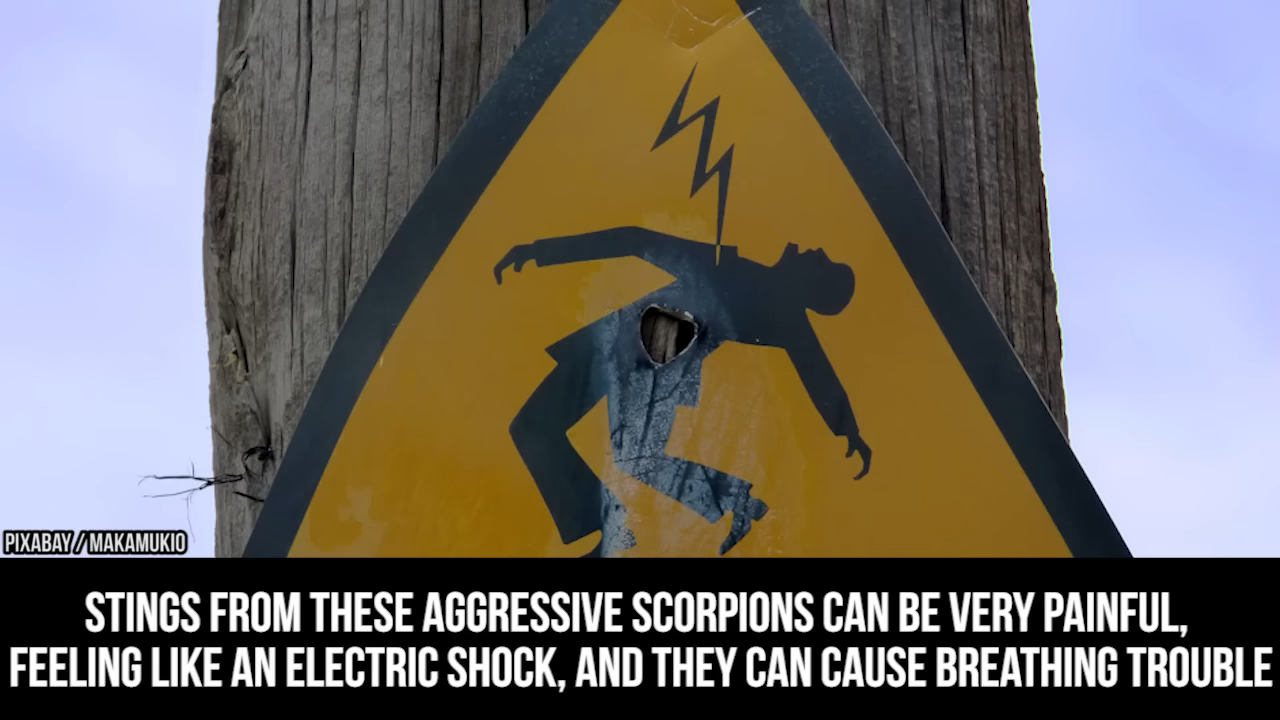 PIXABAY / MAKAMUKIO
STINGS FROM THESE AGGRESSIVE SCORPIONS CAN BE VERY PAINFUL,
FEELING LIKE AN ELECTRIC SHOCK, AND THEY CAN CAUSE BREATHING TROUBLE